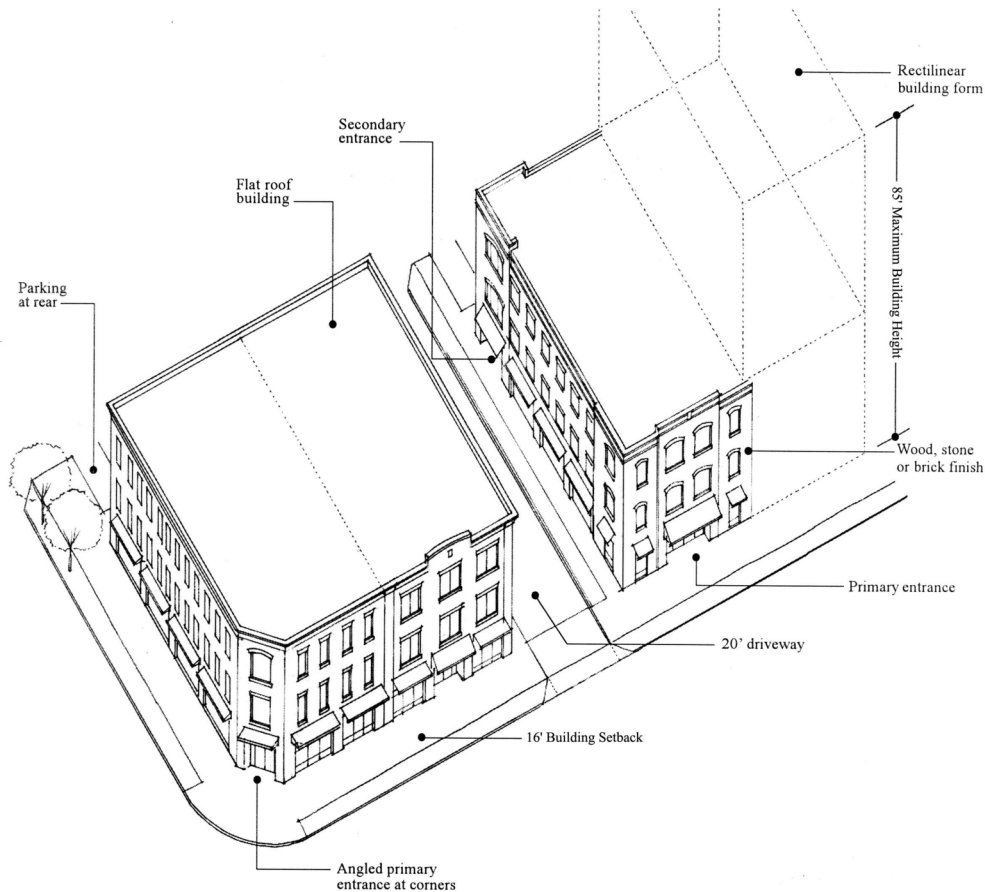 Rectilinear
building form
Secondary
entrance
Flat roof
building
85' Maximum Building Height
Parking
at rear
Wood, stone
or brick finish
Primary entrance
20' driveway
16' Building Setback
Angled primary
entrance at corners